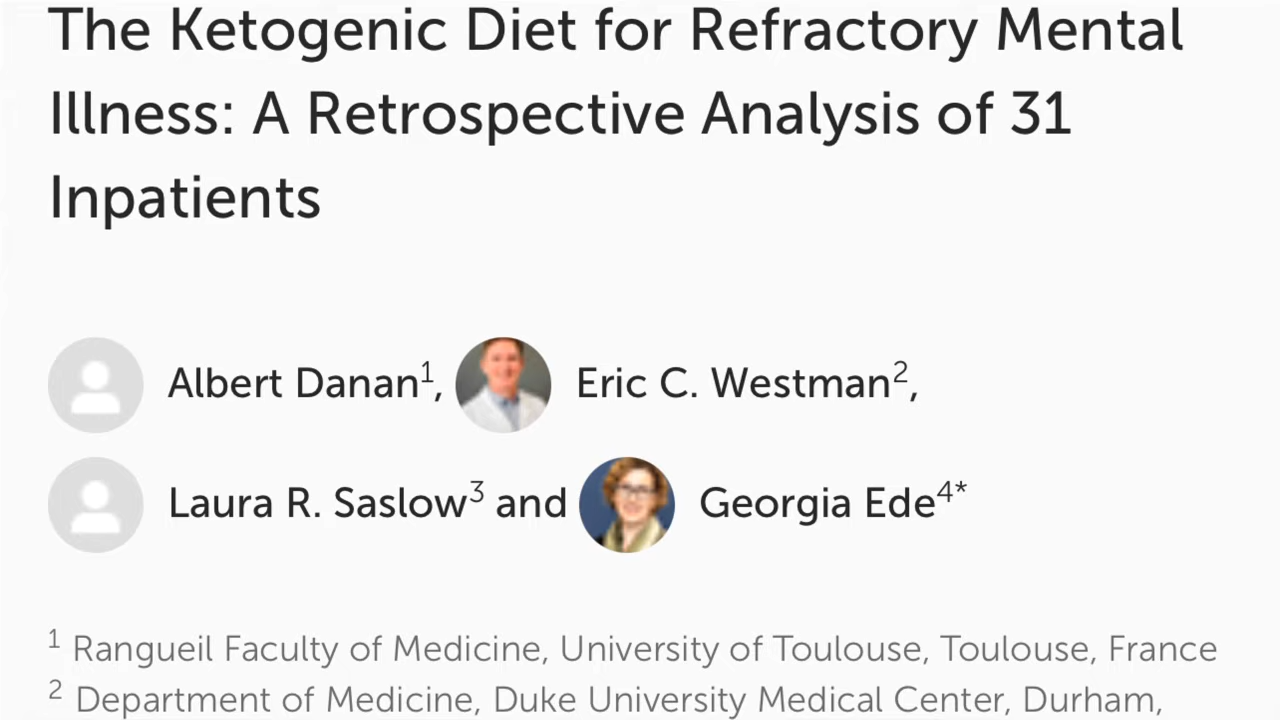 The Ketogenic Diet for Refractory Mental
Illness: A Retrospective Analysis of 31
Inpatients
Albert Danan¹, Eric C. Westman²,
Laura R. Saslow³ and Georgia Ede⁴*
¹ Rangueil Faculty of Medicine, University of Toulouse, Toulouse, France
² Department of Medicine, Duke University Medical Center, Durham,